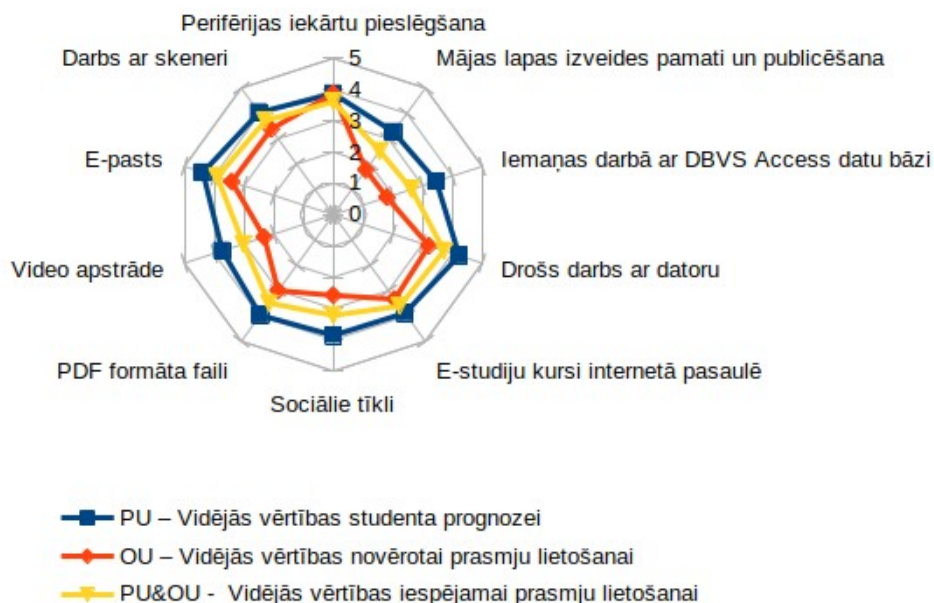 Perifērijas iekārtu pieslēgšana
Darbs ar skeneri
Mājas lapas izveides pamati un publicēšana
E-pasts
Iemaņas darbā ar DBVS Access datu bāzi
Video apstrāde
Drošs darbs ar datoru
PDF formāta faili
E-studiju kursi internetā pasaulē
Sociālie tīkli
5
4
3
2
1
0
PU – Vidējās vērtības studenta prognozei
OU – Vidējās vērtības novērotai prasmju lietošanai
PU&OU - Vidējās vērtības iespējamai prasmju lietošanai